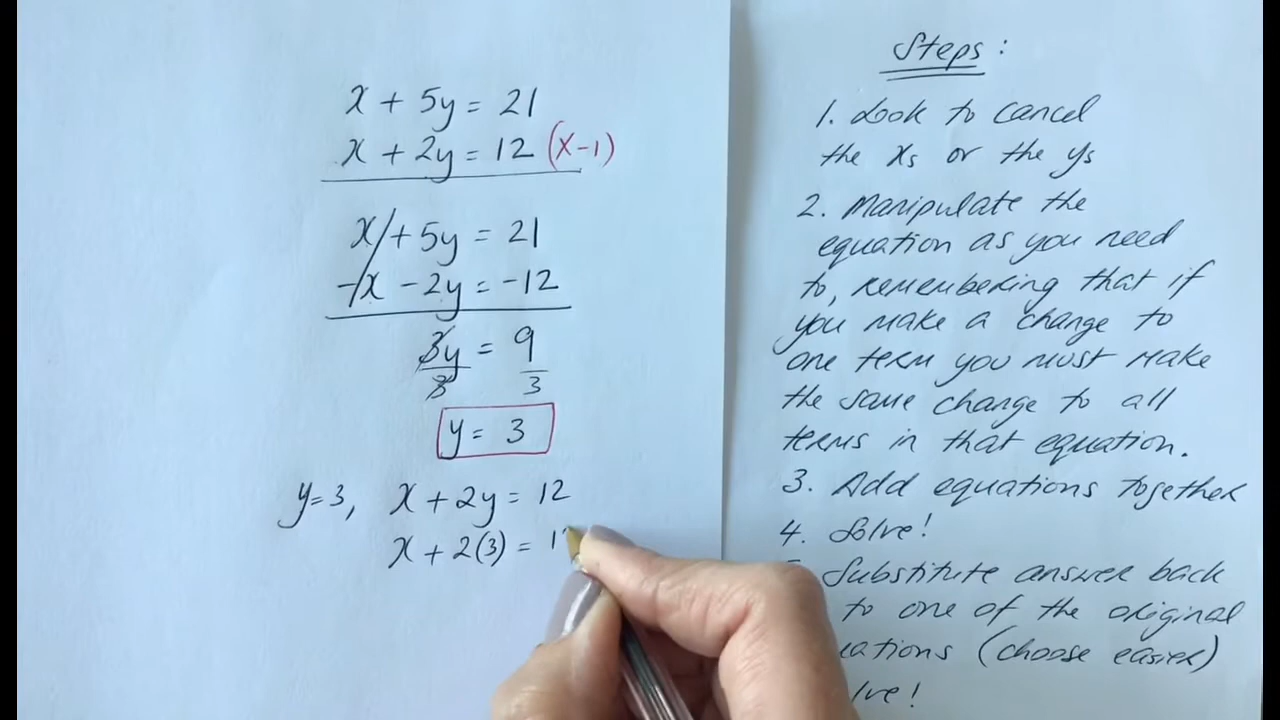 x + 5y = 21
x + 2y = 12 (x-1)
x + 5y = 21
-x - 2y = -12
3y = 9
3 3
y = 3
y=3, x + 2y = 12
x + 2(3) = 1
Steps:
1. Look to cancel
the xs or the ys
2. Manipulate the
equation as you need
to, remembering that if
you make a change to
one term you must make
the same change to all
terms in that equation.
3. Add equations together
4. Solve!
Substitute answer back
to one of the original
(choose easier)